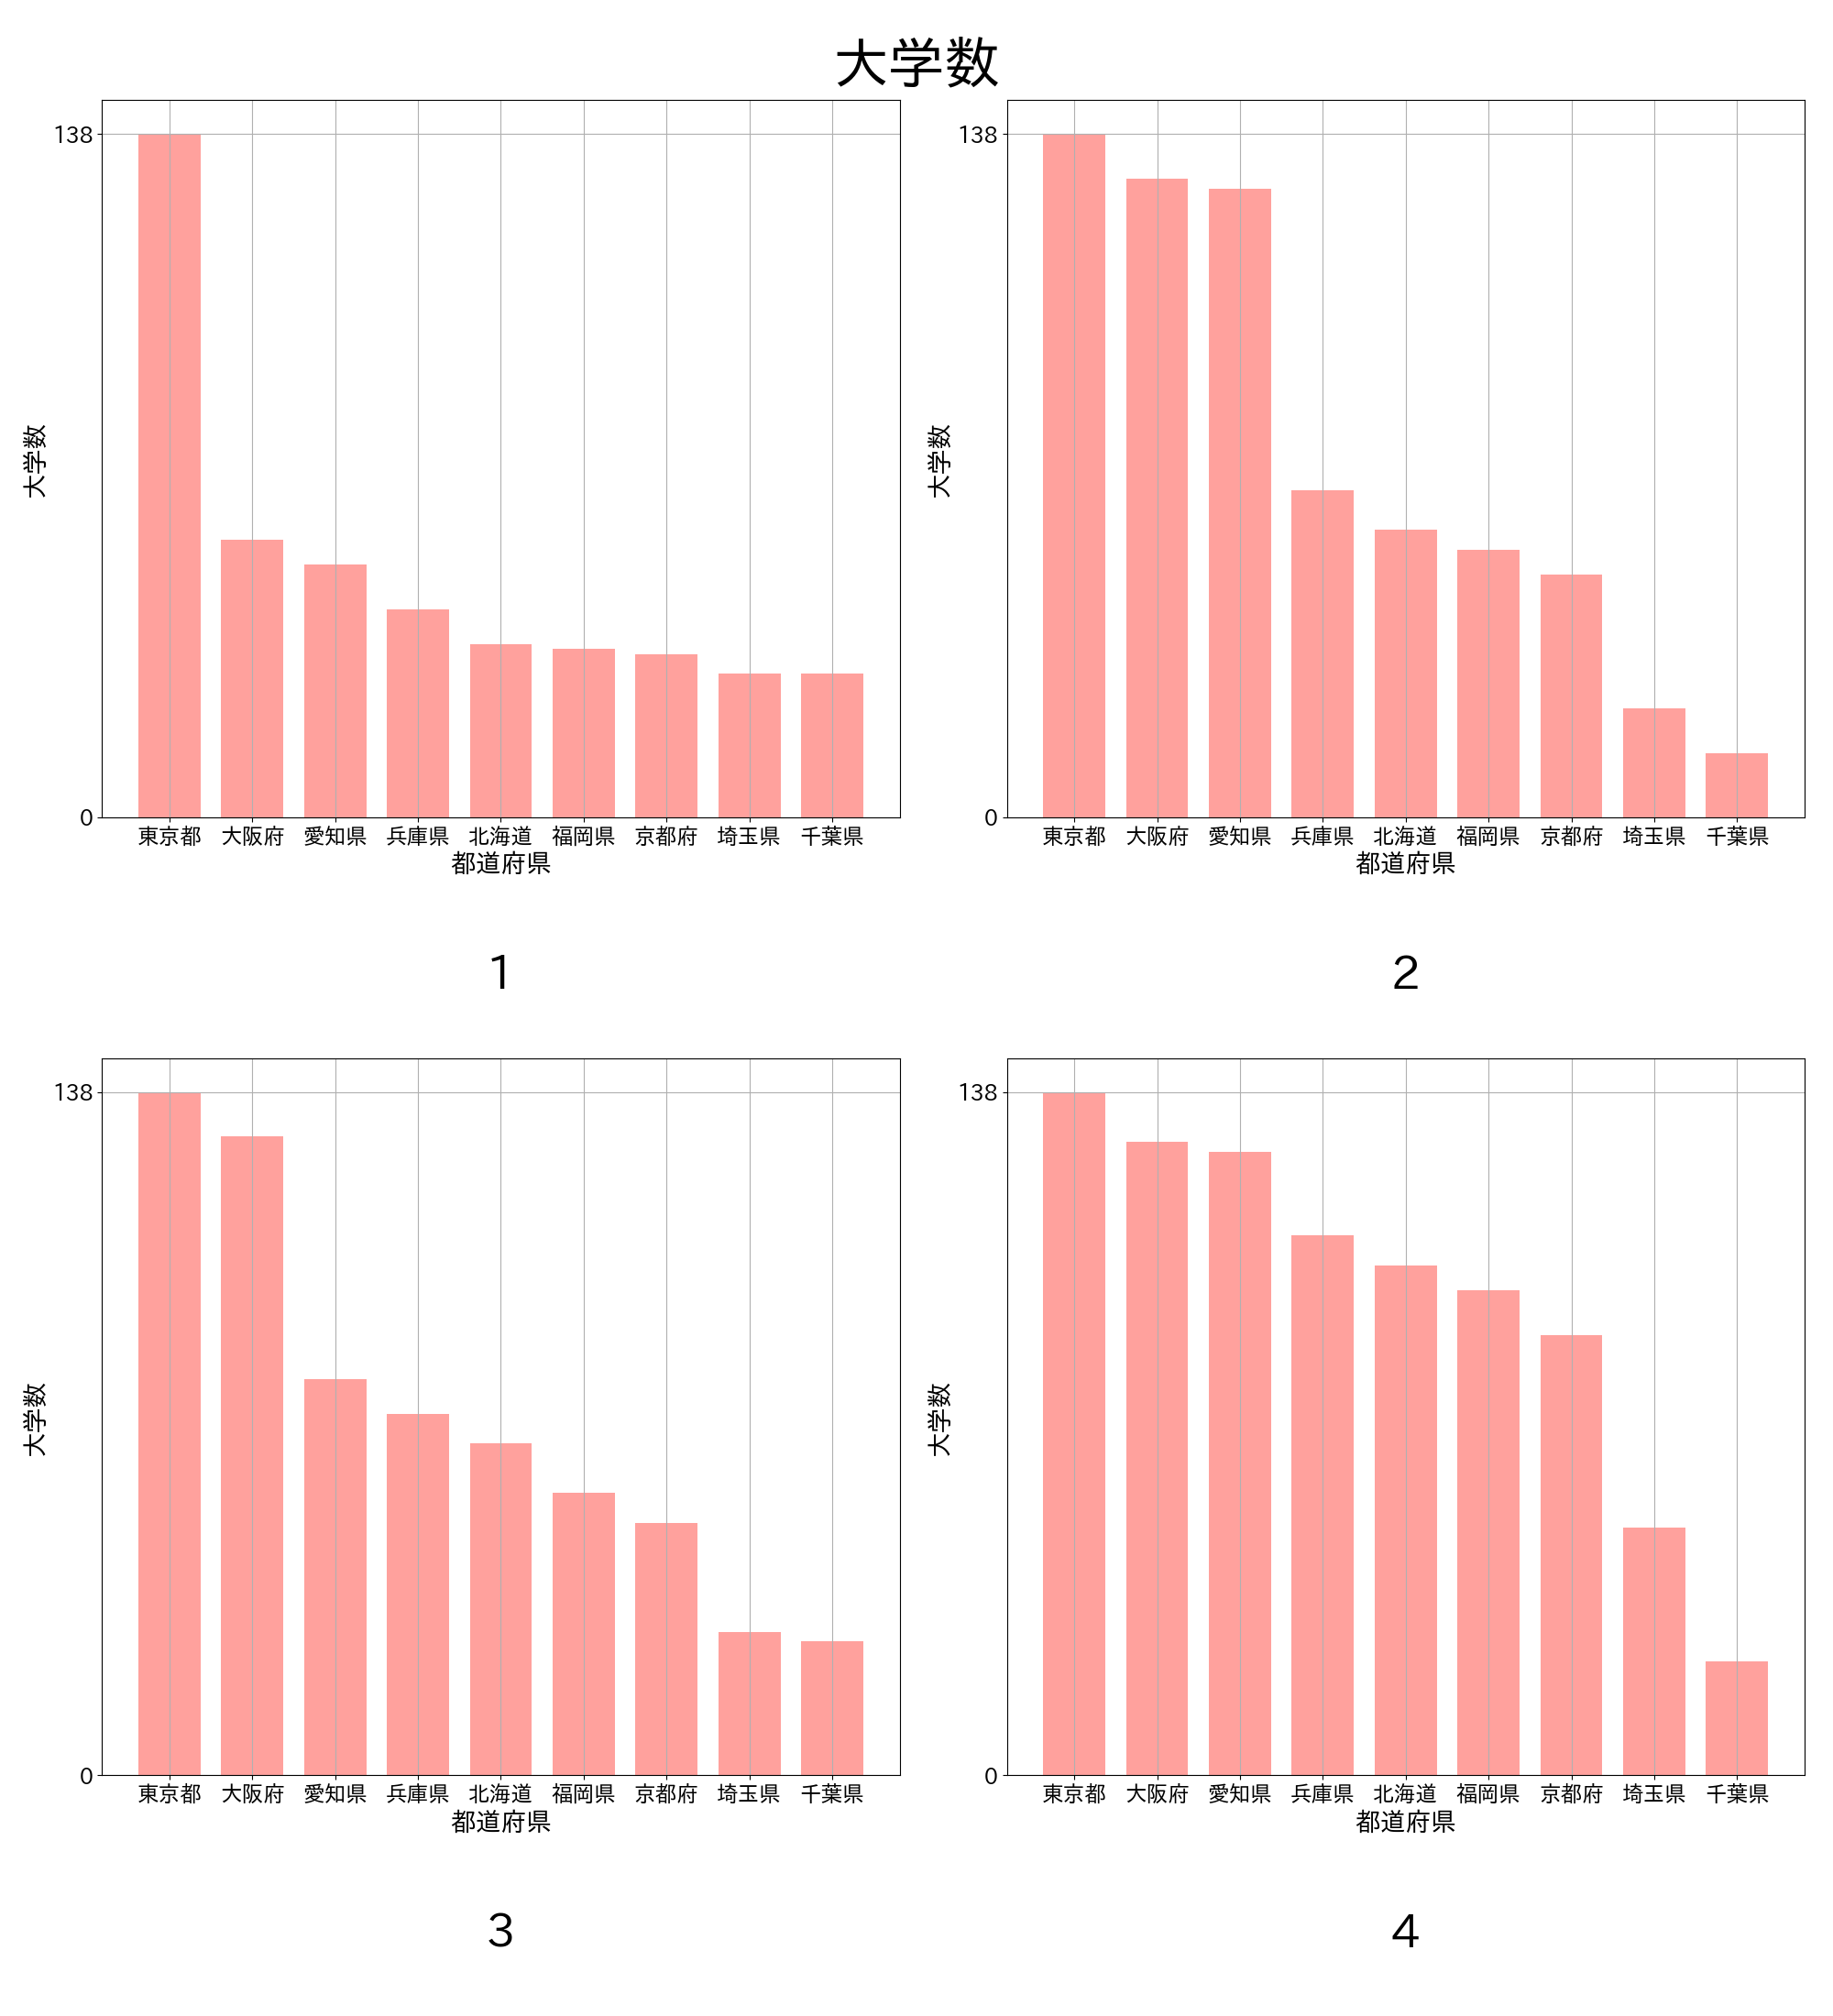 大学数
138
0
大学数
東京都 大阪府 愛知県 兵庫県 北海道 福岡県 京都府 埼玉県 千葉県
都道府県
1
138
0
大学数
東京都 大阪府 愛知県 兵庫県 北海道 福岡県 京都府 埼玉県 千葉県
都道府県
2
138
0
大学数
東京都 大阪府 愛知県 兵庫県 北海道 福岡県 京都府 埼玉県 千葉県
都道府県
3
138
0
大学数
東京都 大阪府 愛知県 兵庫県 北海道 福岡県 京都府 埼玉県 千葉県
都道府県
4